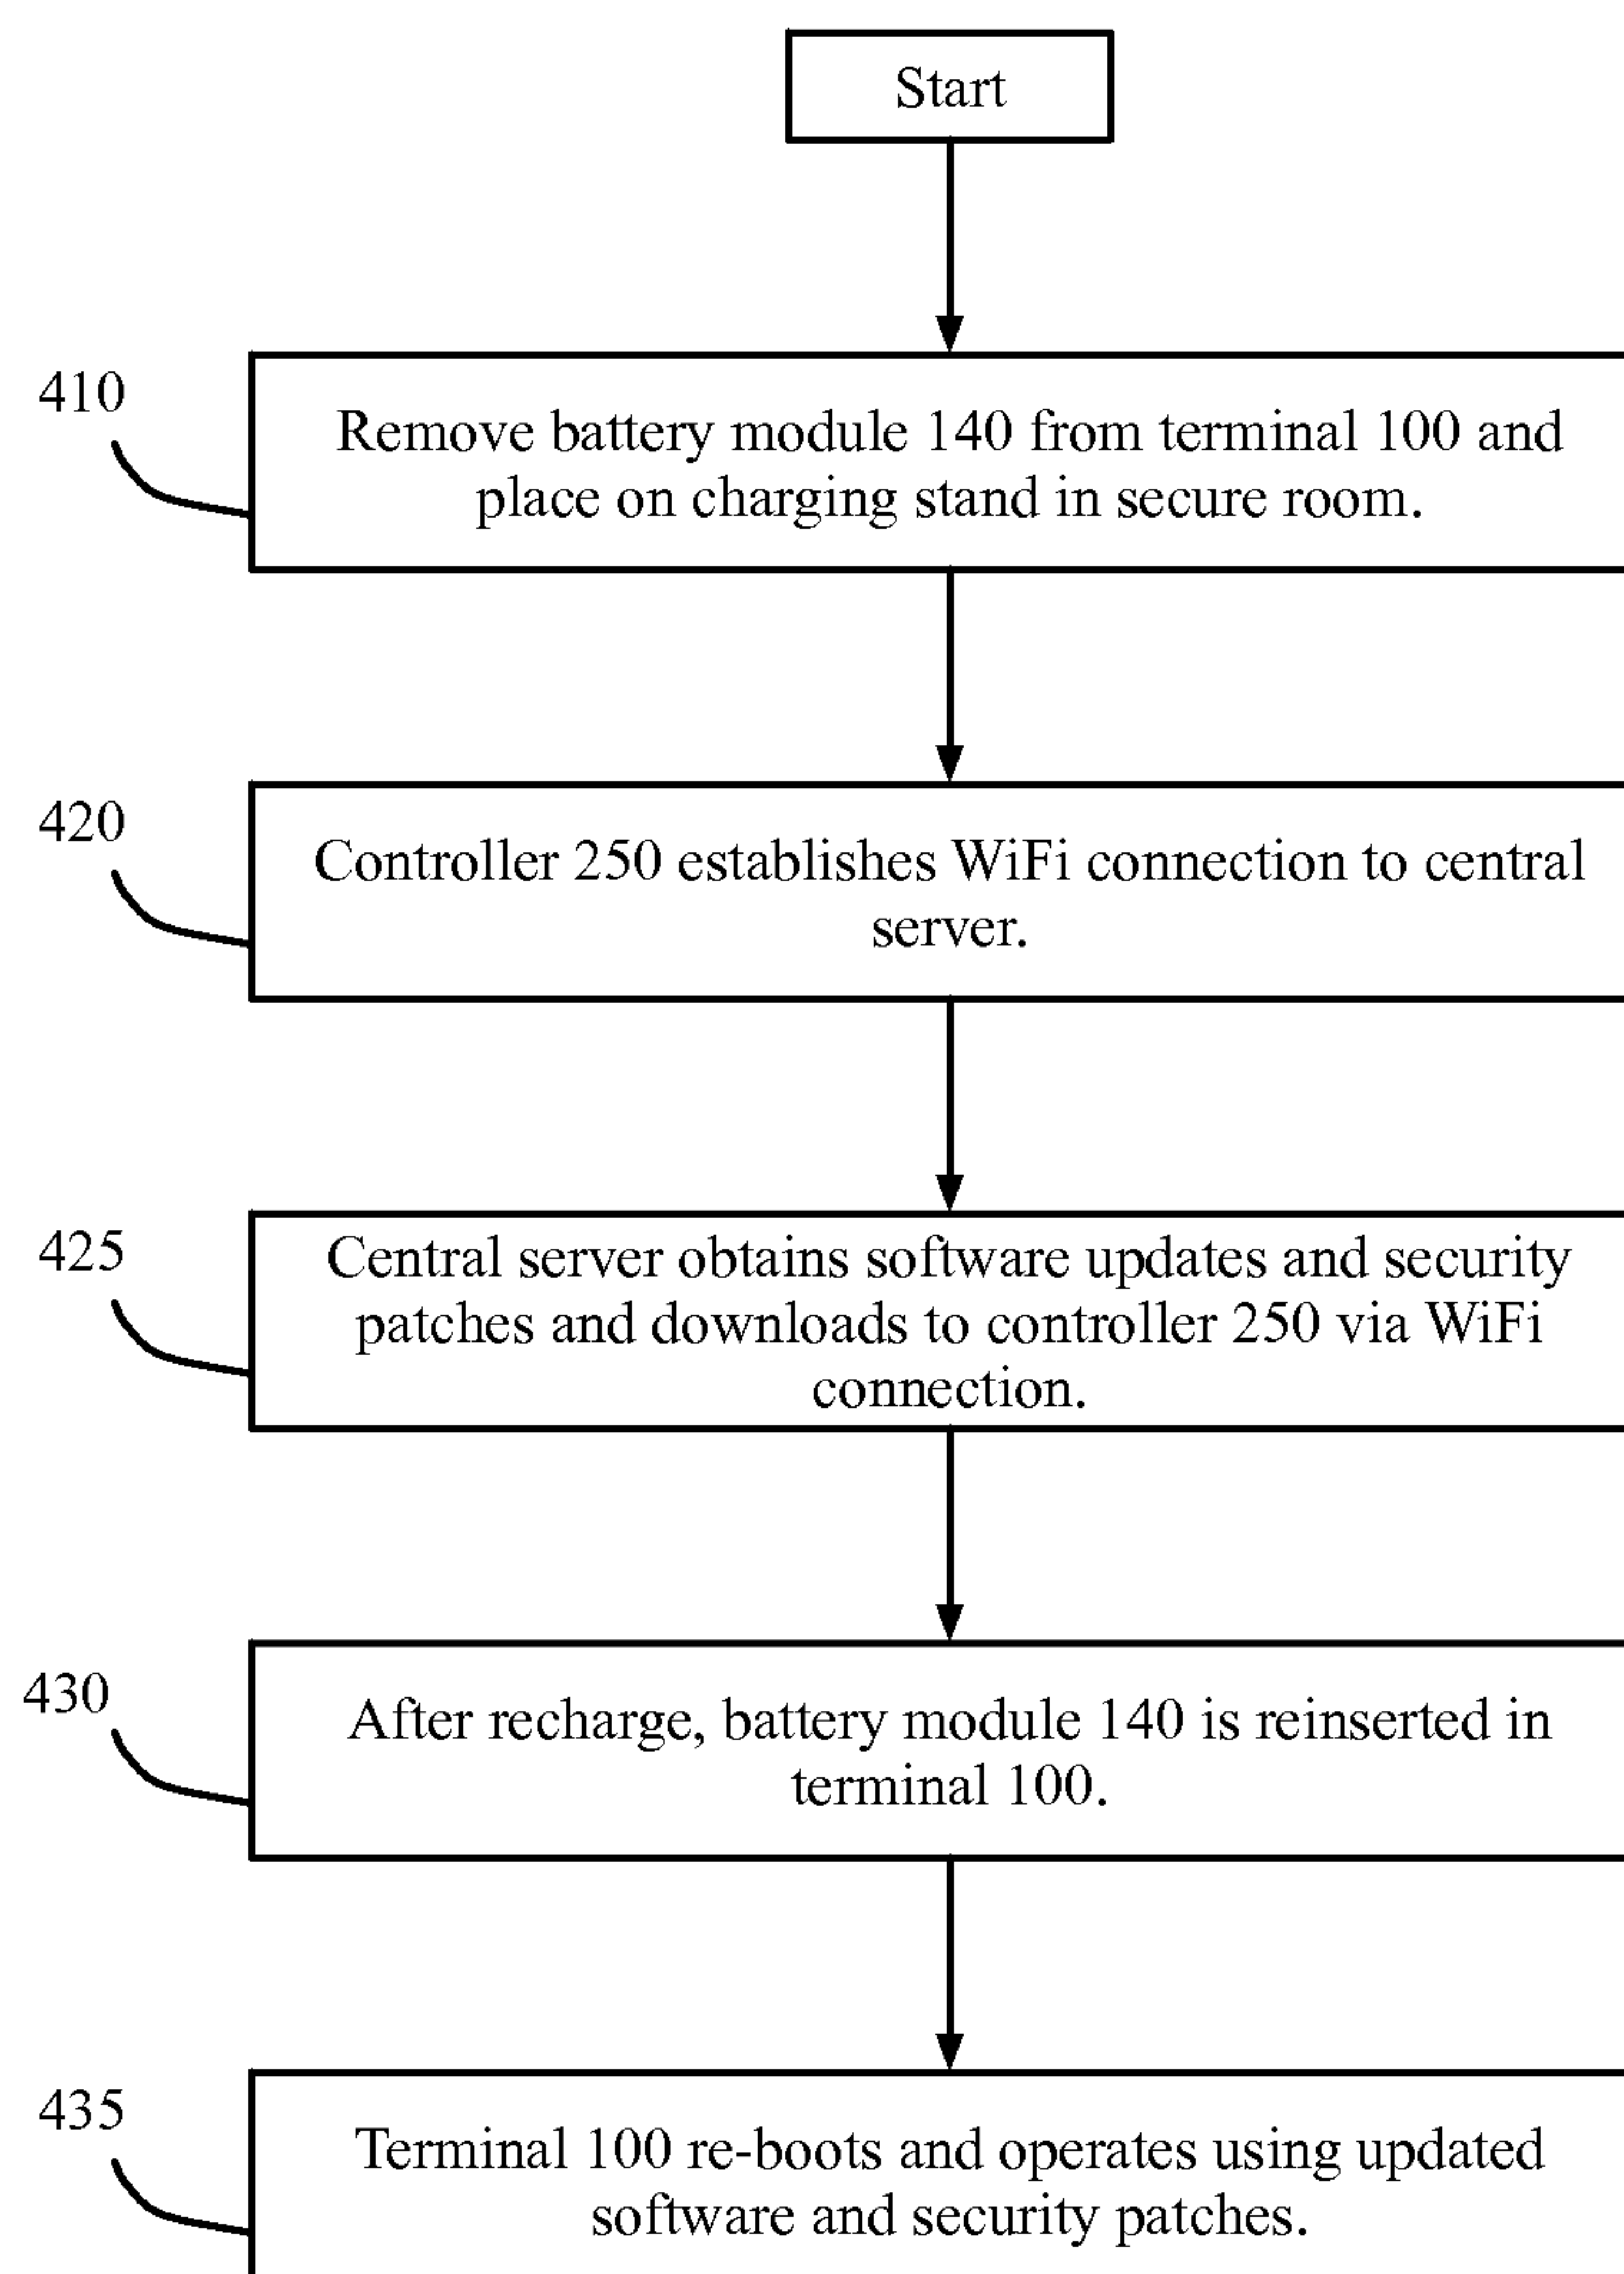 Start
410
Remove battery module 140 from terminal 100 and
place on charging stand in secure room.
420
Controller 250 establishes WiFi connection to central
server.
425
Central server obtains software updates and security
patches and downloads to controller 250 via WiFi
connection.
430
After recharge, battery module 140 is reinserted in
terminal 100.
435
Terminal 100 re-boots and operates using updated
software and security patches.